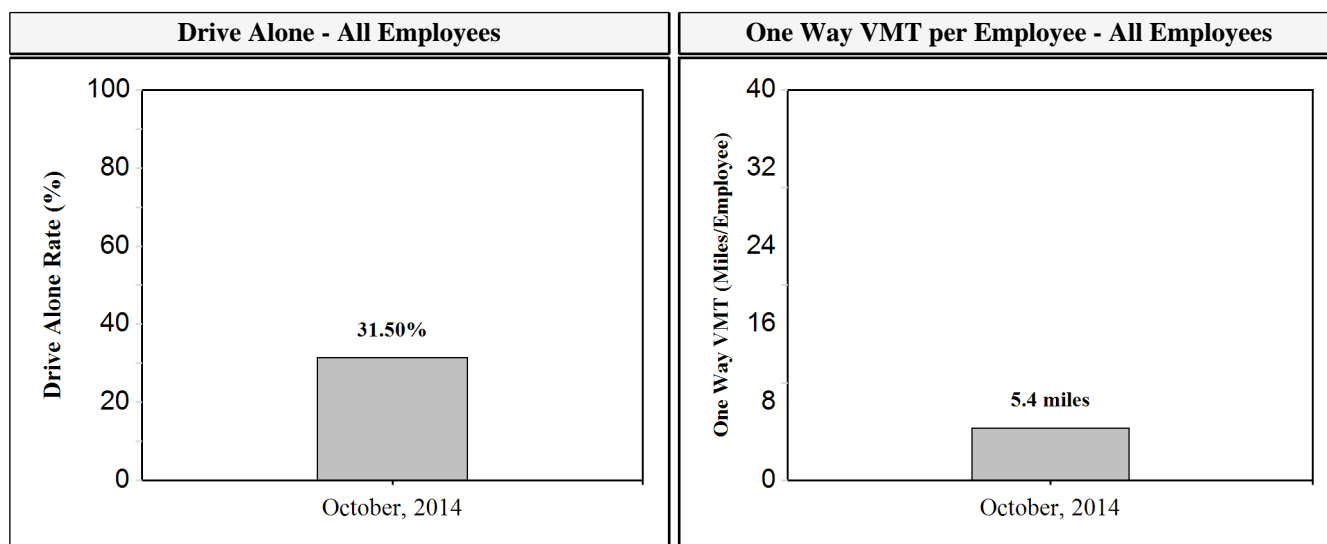 Drive Alone - All Employees
100
80
60
40
20
0
Drive Alone Rate (%)
31.50%
October, 2014
One Way VMT per Employee - All Employees
40
32
24
16
8
0
One Way VMT (Miles/Employee)
5.4 miles
October, 2014